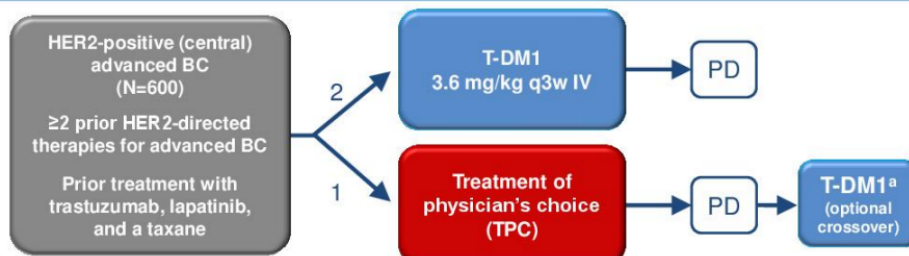 HER2-positive (central)
advanced BC
(N=600)
≥2 prior HER2-directed
therapies for advanced BC
Prior treatment with
trastuzumab, lapatinib,
and a taxane
2
1
T-DM1
3.6 mg/kg q3w IV
PD
Treatment of
physician's choice
(TPC)
PD
T-DM1ᵃ
(optional
crossover)